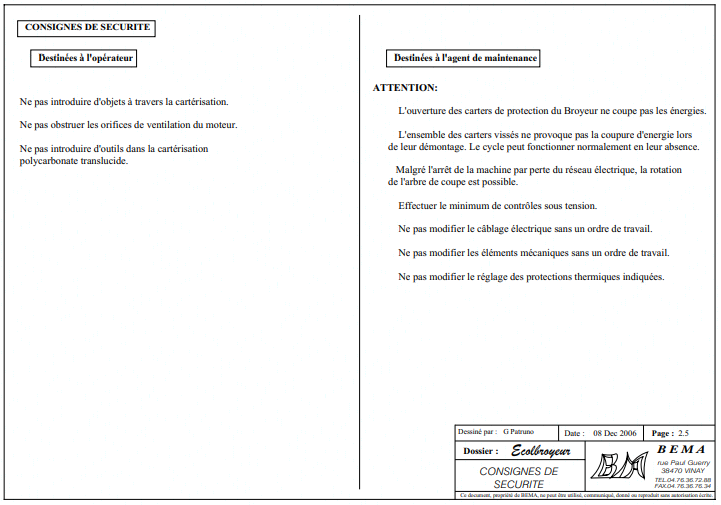 CONSIGNES DE SECURITE
Destinées à l'opérateur
Ne pas introduire d'objets à travers la cartérisation.
Ne pas obstruer les orifices de ventilation du moteur.
Ne pas introduire d'outils dans la cartérisation
polycarbonate translucide.
Destinées à l'agent de maintenance
ATTENTION:
L'ouverture des carters de protection du Broyeur ne coupe pas les énergies.
L'ensemble des carters vissés ne provoque pas la coupure d'energie lors
de leur démontage. Le cycle peut fonctionner normalement en leur absence.
Malgré l'arrêt de la machine par perte du réseau électrique, la rotation
de l'arbre de coupe est possible.
Effectuer le minimum de contrôles sous tension.
Ne pas modifier le câblage électrique sans un ordre de travail.
Ne pas modifier les éléments mécaniques sans un ordre de travail.
Ne pas modifier le réglage des protections thermiques indiquées.
Dessiné par : G Patruno
Date : 08 Dec 2006
Page : 2.5
Dossier : Ecolbroyeur
CONSIGNES DE
SECURITE
BEMA
rue Paul Guerry
38470 VINAY
TEL.04.76.36.72.88
FAX.04.76.36.76.34
Ce document, propriété de BEMA, ne peut être utilisé, communiqué, donné ou reproduit sans autorisation écrite.